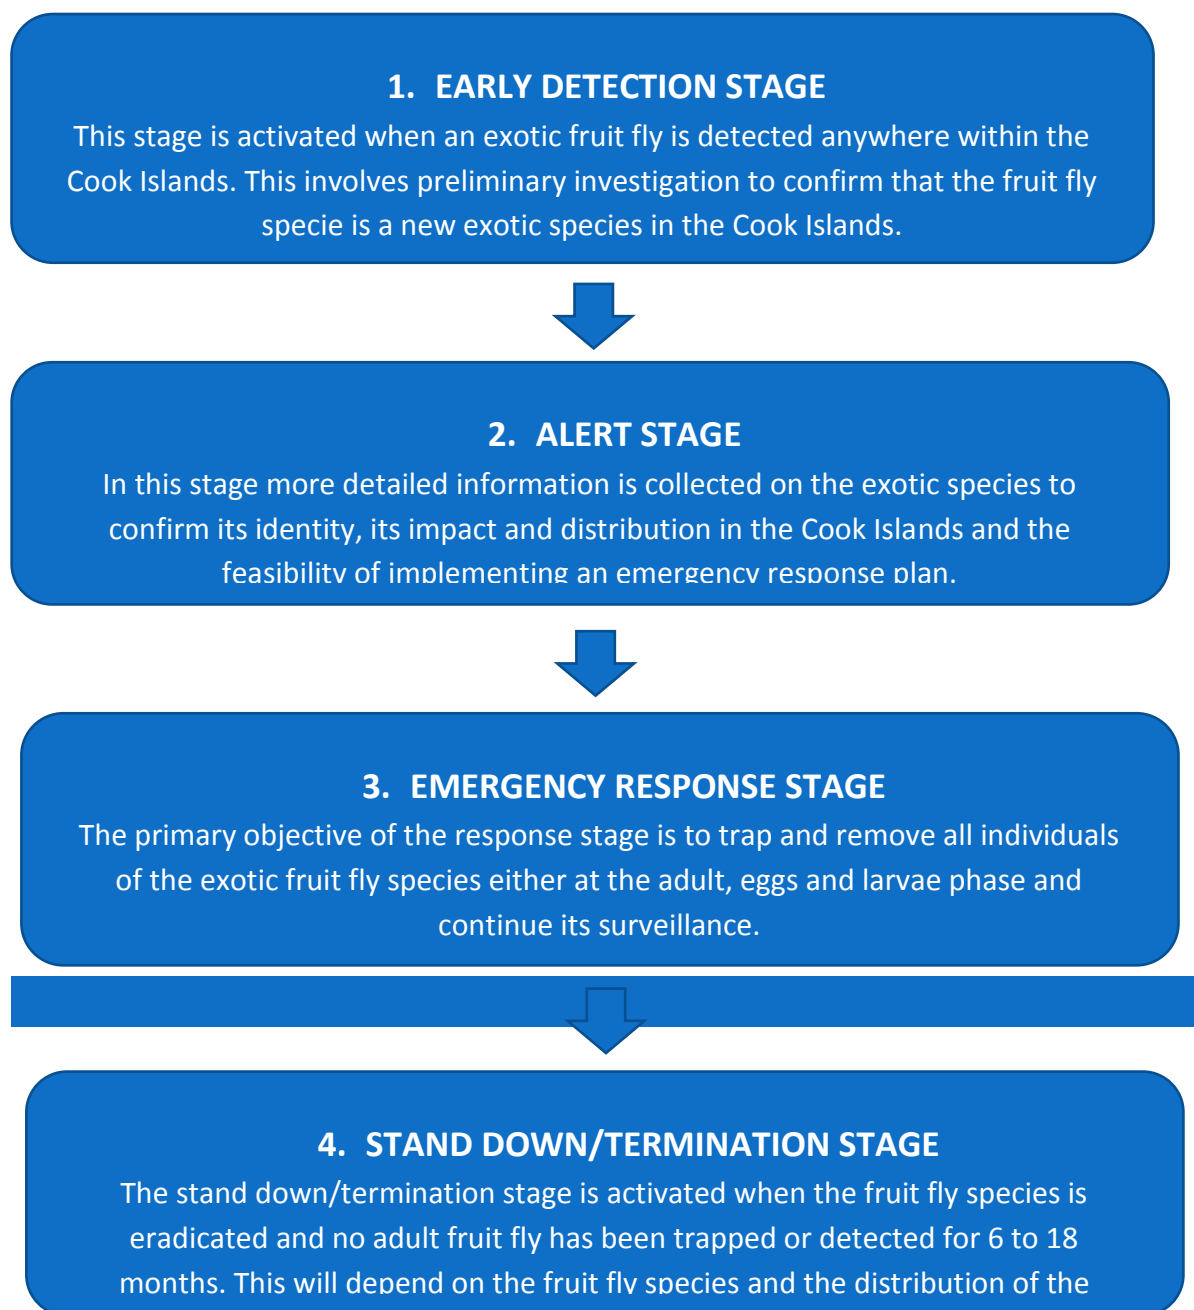 1. EARLY DETECTION STAGE
This stage is activated when an exotic fruit fly is detected anywhere within the
Cook Islands. This involves preliminary investigation to confirm that the fruit fly
specie is a new exotic species in the Cook Islands.
2. ALERT STAGE
In this stage more detailed information is collected on the exotic species to
confirm its identity, its impact and distribution in the Cook Islands and the
feasibility of implementing an emergency response plan.
3. EMERGENCY RESPONSE STAGE
The primary objective of the response stage is to trap and remove all individuals
of the exotic fruit fly species either at the adult, eggs and larvae phase and
continue its surveillance.
4. STAND DOWN/TERMINATION STAGE
The stand down/termination stage is activated when the fruit fly species is
eradicated and no adult fruit fly has been trapped or detected for 6 to 18
months. This will depend on the fruit fly species and the distribution of the